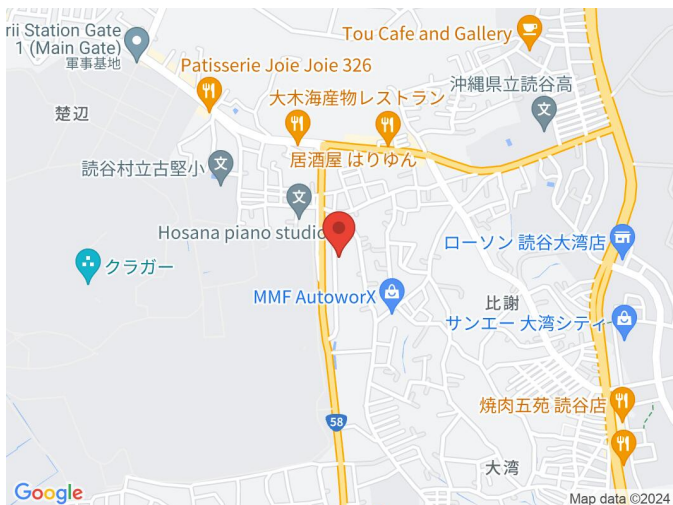 rii Station Gate
1 (Main Gate)
軍事基地
Tou Cafe and Gallery
Patisserie Joie Joie 326
沖縄県立読谷高
大木海産物レストラン
楚辺
居酒屋 はりゆん
読谷村立古堅小
Hosana piano studio
ローソン 読谷大湾店
クラガー
MMF AutoworX
比謝
サンエー 大湾シティ
焼肉五苑 読谷店
58
大湾
Google
Map data ©2024